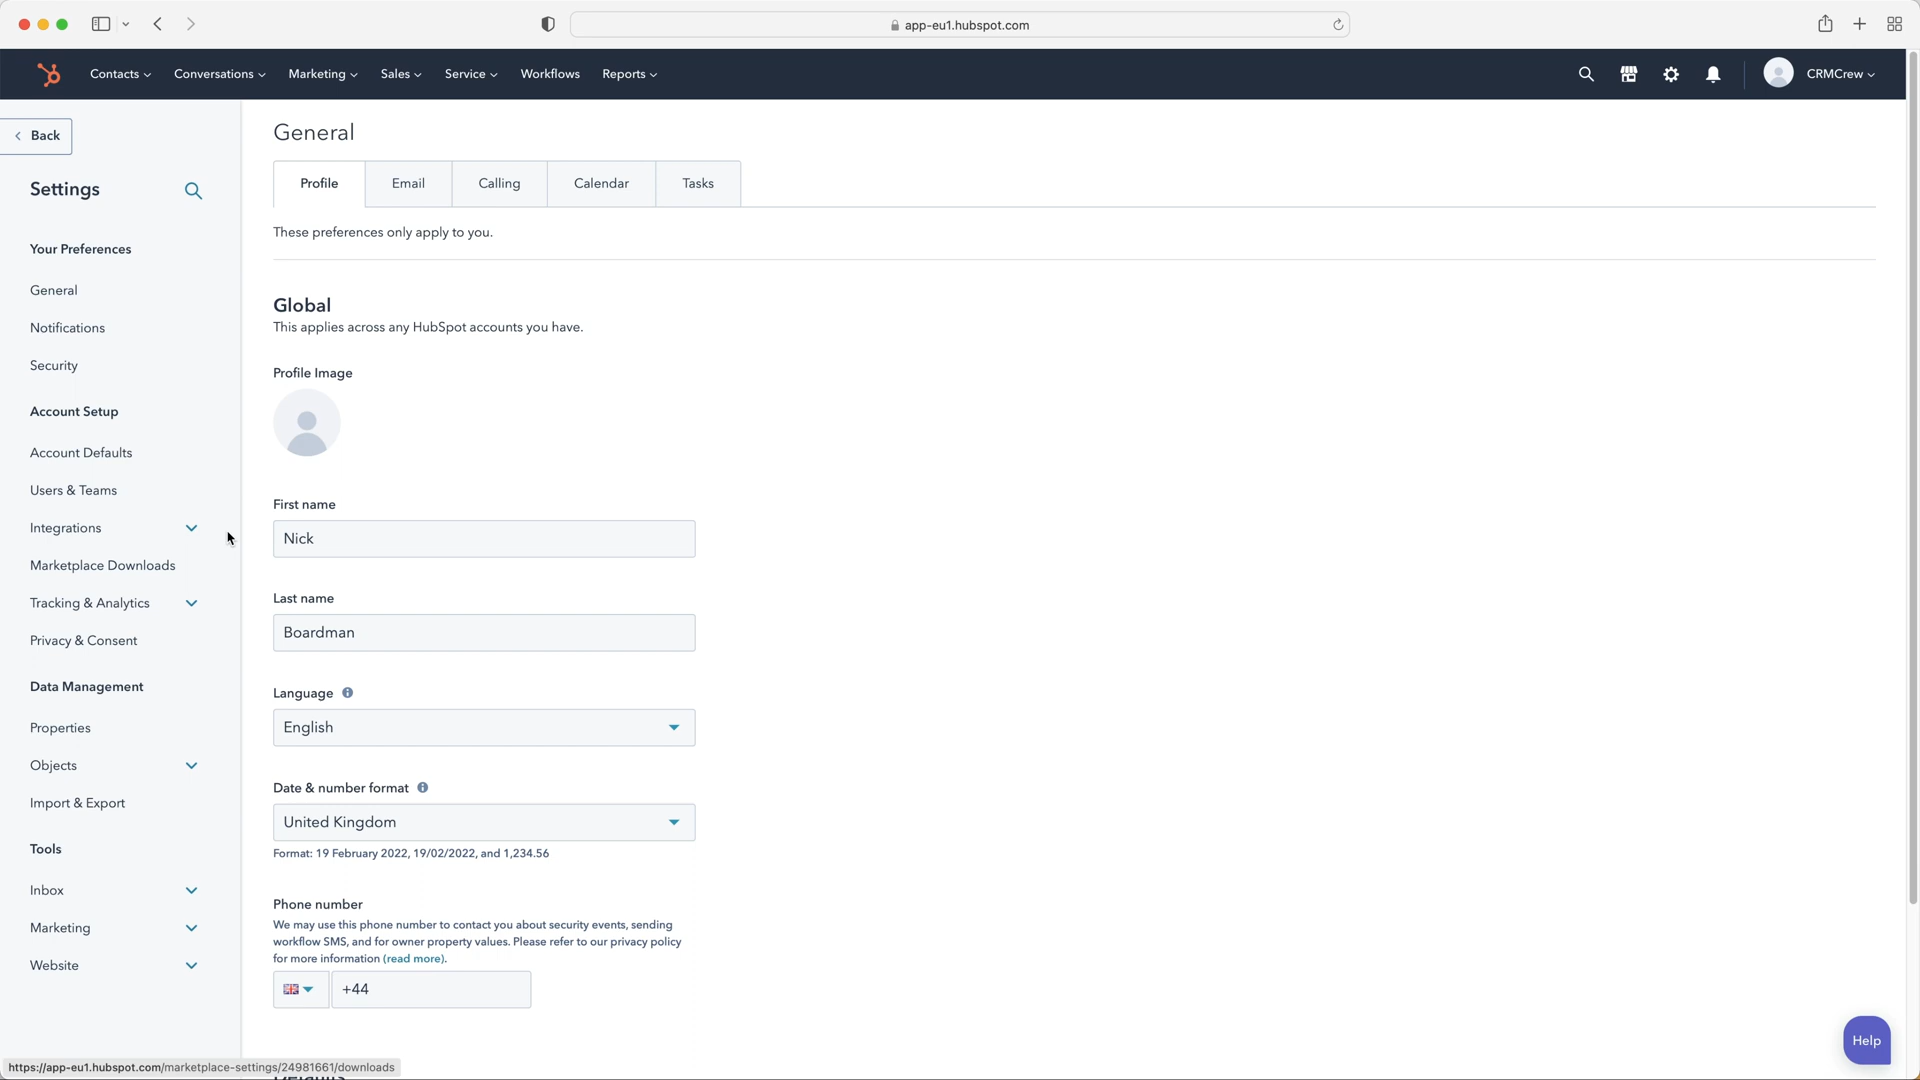 app-eu1.hubspot.com
Contacts Conversations Marketing Sales Service Workflows Reports CRMCrew
Back
Settings
Your Preferences
General
Notifications
Security
Account Setup
Account Defaults
Users & Teams
Integrations
Marketplace Downloads
Tracking & Analytics
Privacy & Consent
Data Management
Properties
Objects
Import & Export
Tools
Inbox
Marketing
Website
General
Profile Email Calling Calendar Tasks
These preferences only apply to you.
Global
This applies across any HubSpot accounts you have.
Profile Image
First name
Nick
Last name
Boardman
Language
English
Date & number format
United Kingdom
Format: 19 February 2022, 19/02/2022, and 1,234.56
Phone number
We may use this phone number to contact you about security events, sending
workflow SMS, and for owner property values. Please refer to our privacy policy
for more information (read more).
+44
Defaults
Help
https://app-eu1.hubspot.com/marketplace-settings/24981661/downloads